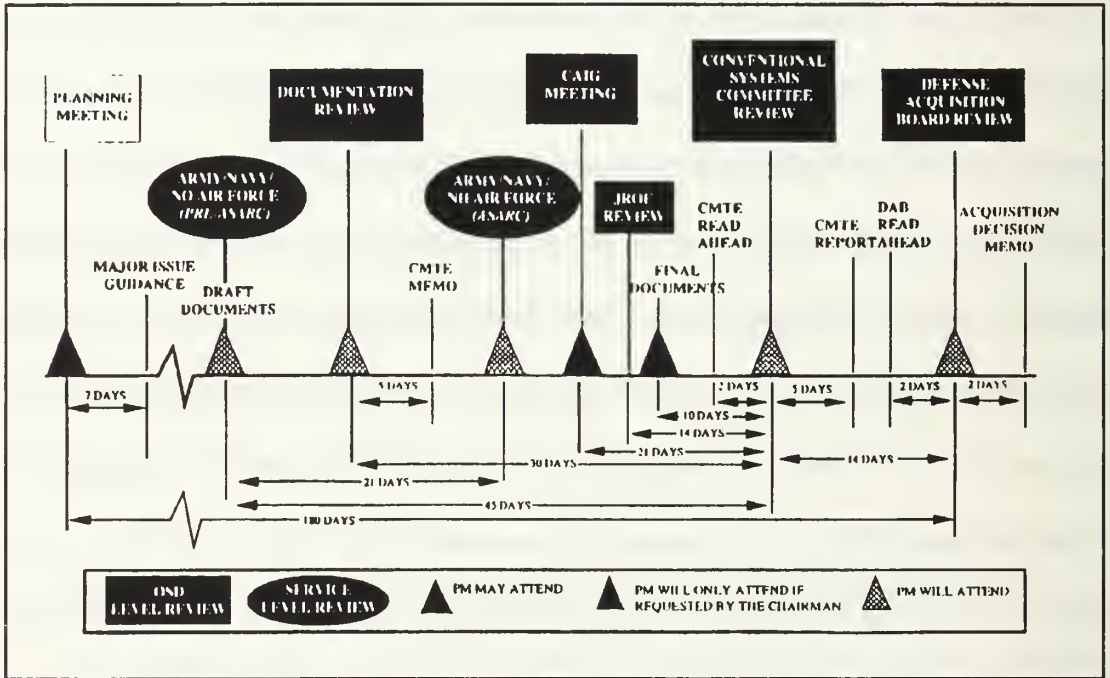 PLANNING
MEETING
DOCUMENTATION
REVIEW
CAIG
MEETING
CONVENTIONAL
SYSTEMS
COMMITTEE
REVIEW
DEFENSE
ACQUISITION
BOARD REVIEW
ARMY/NAVY/
NO AIR FORCE
ARMY/NAVY/
AIR FORCE
(ASARC)
REVIEW
MAJOR ISSUE
GUIDANCE
DRAFT
DOCUMENTS
CMTE
MEMO
FINAL
DOCUMENTS
CMTE
READ
AHEAD
CMTE
REPORT
DAB
READ
AHEAD
ACQUISITION
DECISION
MEMO
7 DAYS
5 DAYS
2 DAYS
5 DAYS
2 DAYS
2 DAYS
10 DAYS
14 DAYS
21 DAYS
30 DAYS
14 DAYS
21 DAYS
45 DAYS
180 DAYS
OSD
LEVEL REVIEW
SERVICE
LEVEL REVIEW
PM MAY ATTEND
PM WILL ONLY ATTEND IF
REQUESTED BY THE CHAIRMAN
PM WILL ATTEND